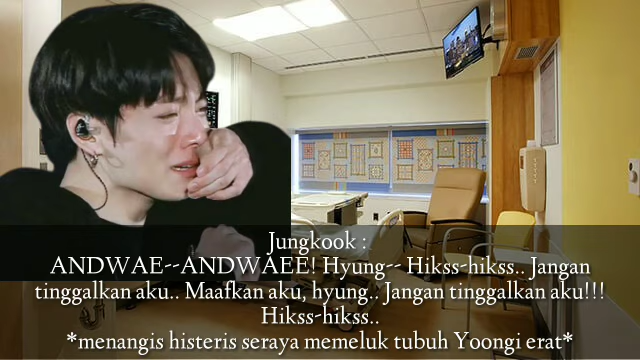 Jungkook :
ANDWAE--ANDWAEE! Hyung-- Hikss-hikss.. Jangan
tinggalkan aku.. Maafkan aku, hyung.. Jangan tinggalkan aku!!!
Hikss-hikss..
*menangis histeris seraya memeluk tubuh Yoongi erat*